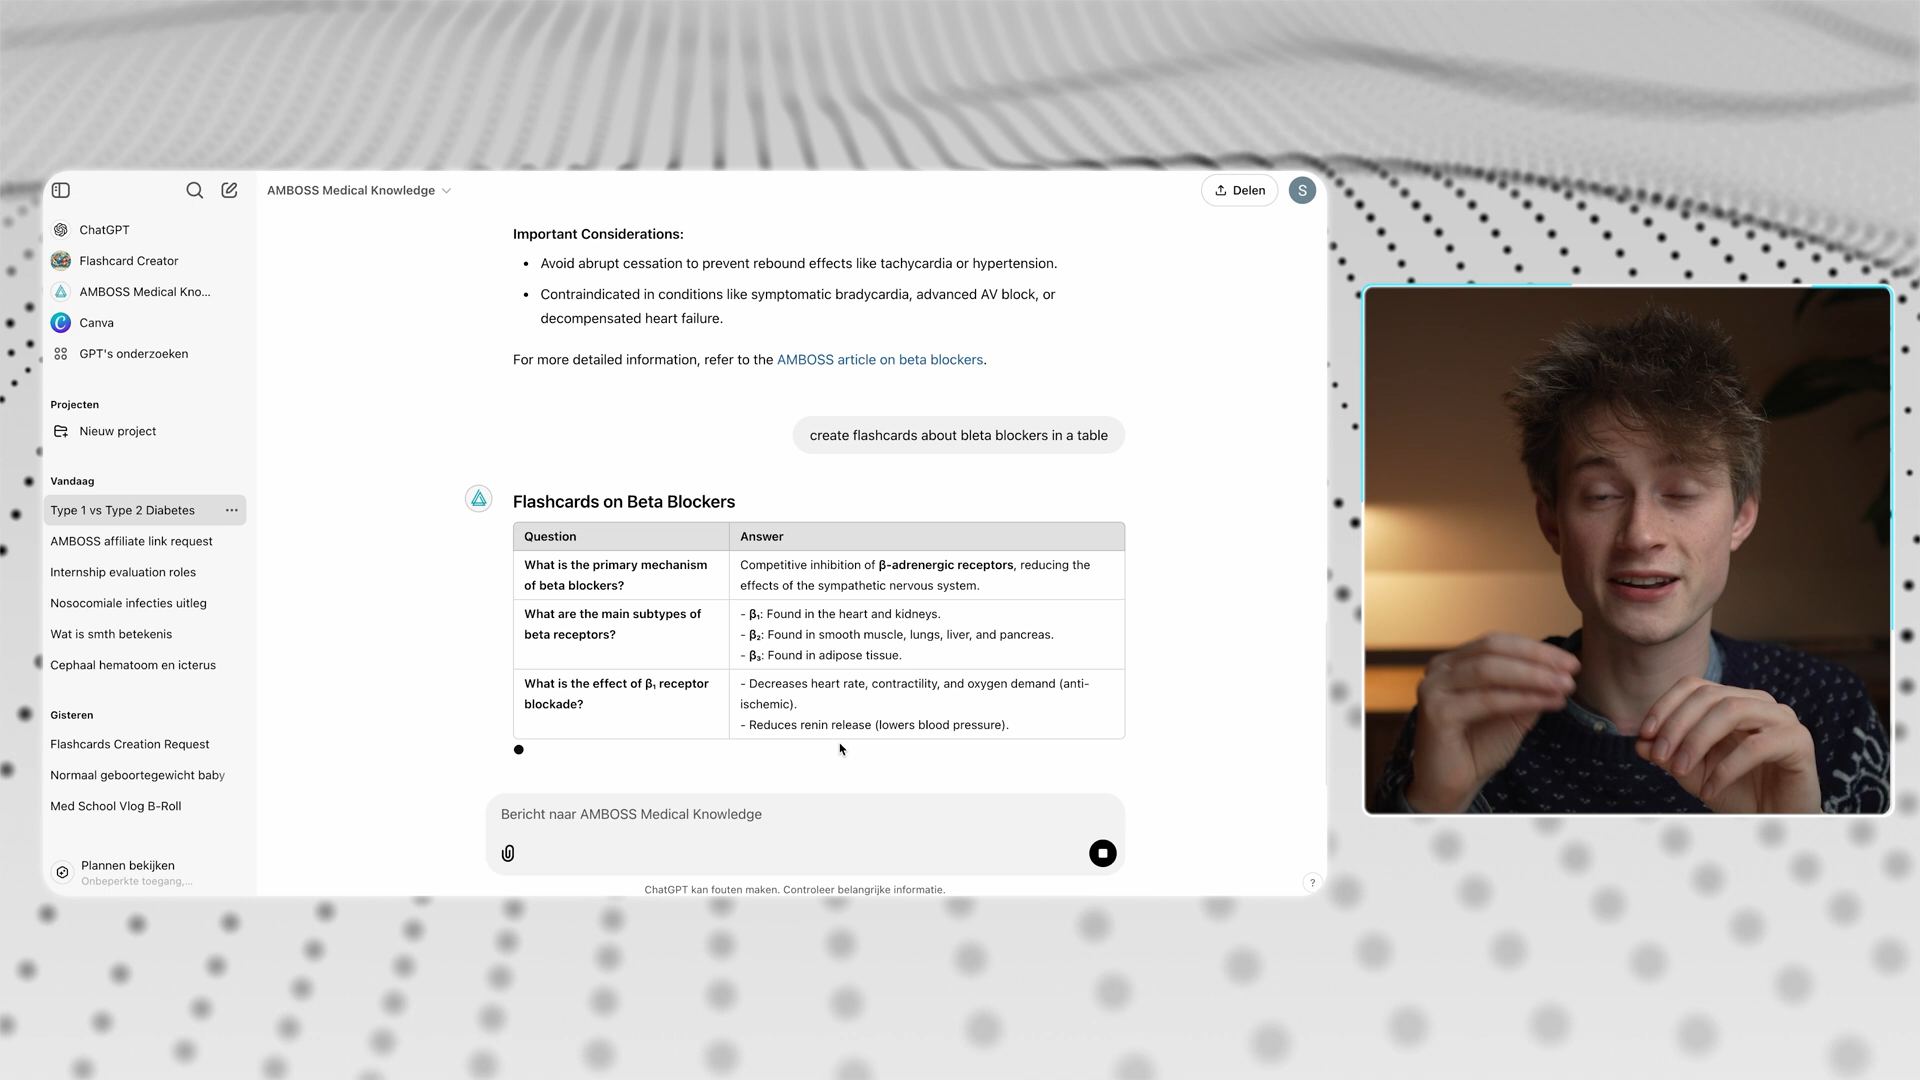 AMBOSS Medical Knowledge
Delen
S
ChatGPT
Flashcard Creator
AMBOSS Medical Kno...
Canva
GPT's onderzoeken
Projecten
Nieuw project
Vandaag
Type 1 vs Type 2 Diabetes
AMBOSS affiliate link request
Internship evaluation roles
Nosocomiale infecties uitleg
Wat is smth betekenis
Cephaal hematoom en icterus
Gisteren
Flashcards Creation Request
Normaal geboortegewicht baby
Med School Vlog B-Roll
Plannen bekijken
Onbeperkte toegang,...
Important Considerations:
• Avoid abrupt cessation to prevent rebound effects like tachycardia or hypertension.
• Contraindicated in conditions like symptomatic bradycardia, advanced AV block, or
decompensated heart failure.
For more detailed information, refer to the AMBOSS article on beta blockers.
create flashcards about bleta blockers in a table
Flashcards on Beta Blockers
Question Answer
What is the primary mechanism
of beta blockers?
Competitive inhibition of β-adrenergic receptors, reducing the
effects of the sympathetic nervous system.
What are the main subtypes of
beta receptors?
- β₁: Found in the heart and kidneys.
- β₂: Found in smooth muscle, lungs, liver, and pancreas.
- β₃: Found in adipose tissue.
What is the effect of β₁ receptor
blockade?
- Decreases heart rate, contractility, and oxygen demand (anti-
ischemic).
- Reduces renin release (lowers blood pressure).
Bericht naar AMBOSS Medical Knowledge
ChatGPT kan fouten maken. Controleer belangrijke informatie.
?